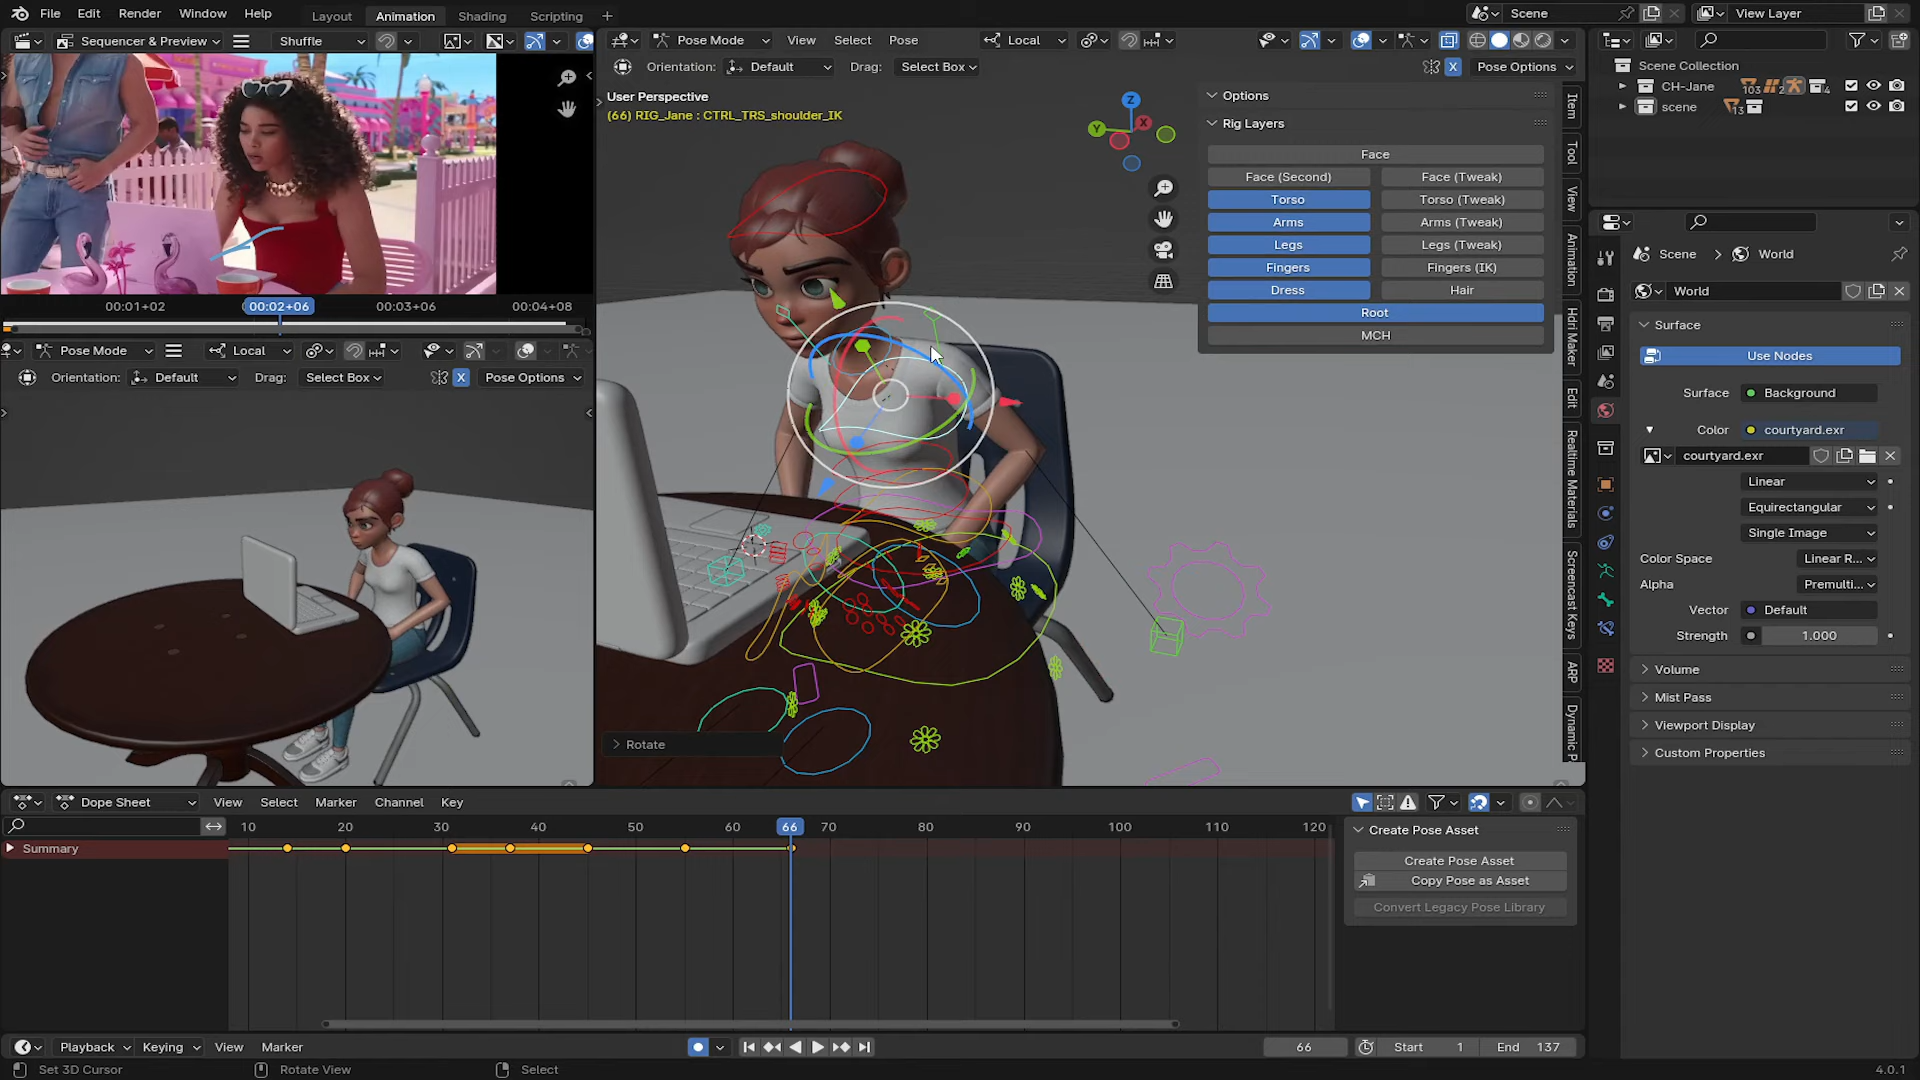 File Edit Render Window Help Layout Animation Shading Scripting + Scene View Layer
Sequencer & Preview Shuffle Pose Mode View Select Pose Local
Orientation: Default Drag: Select Box X Pose Options
User Perspective
(66) RIG_Jane : CTRL_TRS_shoulder_IK
Z
Y
X
Options
Rig Layers
Face
Face (Second) Face (Tweak)
Torso Torso (Tweak)
Arms Arms (Tweak)
Legs Legs (Tweak)
Fingers Fingers (IK)
Dress Hair
Root
MCH
Item
Tool
View
Animation
Hdri Maker
Edit
Realtime Materials
Screencast Keys
ARP
Dynamic P
Scene Collection
CH-Jane 103 2 4
scene 13
Scene World
World
Surface
Use Nodes
Surface Background
Color courtyard.exr
courtyard.exr
Linear
Equirectangular
Single Image
Color Space Linear R...
Alpha Premulti...
Vector Default
Strength 1.000
Volume
Mist Pass
Viewport Display
Custom Properties
00:01+02 00:02+06 00:03+06 00:04+08
Pose Mode Local
Orientation: Default Drag: Select Box X Pose Options
Rotate
Dope Sheet View Select Marker Channel Key
10 20 30 40 50 60 66 70 80 90 100 110 120
Summary
Create Pose Asset
Create Pose Asset
Copy Pose as Asset
Convert Legacy Pose Library
Playback Keying View Marker 66 Start 1 End 137
Set 3D Cursor Rotate View Select 4.0.1